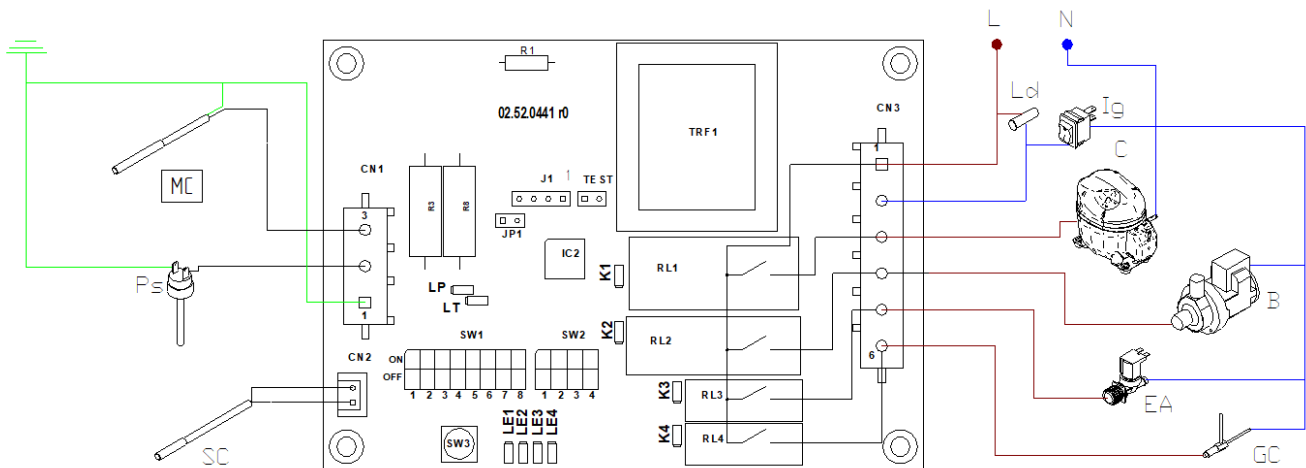 L N
R1
Ld
Ig
02.52.0441 r0
TRF1
CN3
C
CN1
1
MC
J1 1 TEST
3
R3 R8
JP1
IC2
K1
RL1
Ps
LP
LT
B
1
K2
SW1 SW2
RL2
6
CN2
ON
OFF
K3
RL3
EA
1 2 3 4 5 6 7 8 1 2 3 4
LE1
LE2
LE3
LE4
K4
RL4
SW3
SC
GC